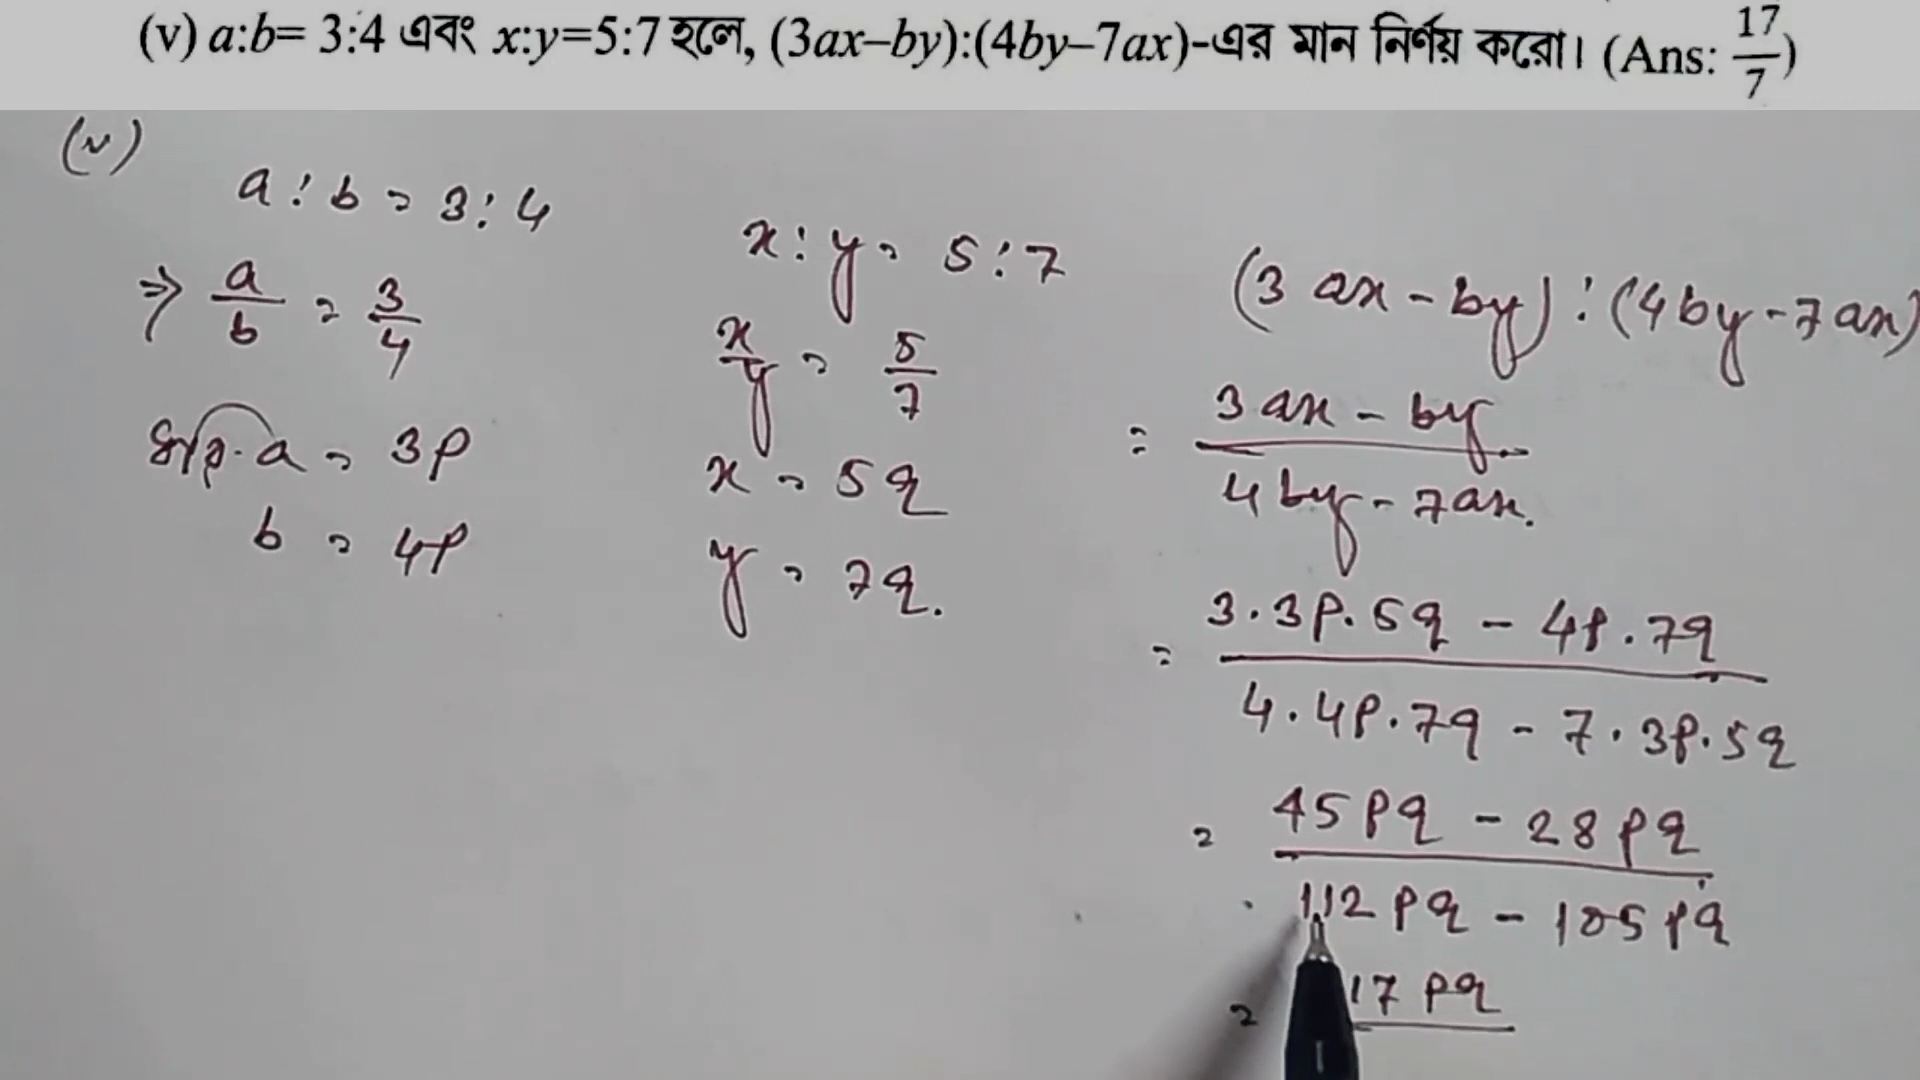 (v) a:b= 3:4 এবং x:y=5:7 হলে, (3ax–by):(4by–7ax)-এর মান নির্ণয় করো। (Ans: 17/7)
(v)
a : b = 3 : 4
⇒ a/b = 3/4
a = 3p
b = 4p
x : y = 5 : 7
x/y = 5/7
x = 5q
y = 7q.
(3 ax - by) : (4by - 7ax)
= 3ax - by / 4by - 7ax.
= 3.3p.5q - 4p.7q / 4.4p.7q - 7.3p.5q
= 45pq - 28pq / 112pq - 105pq
= 17pq